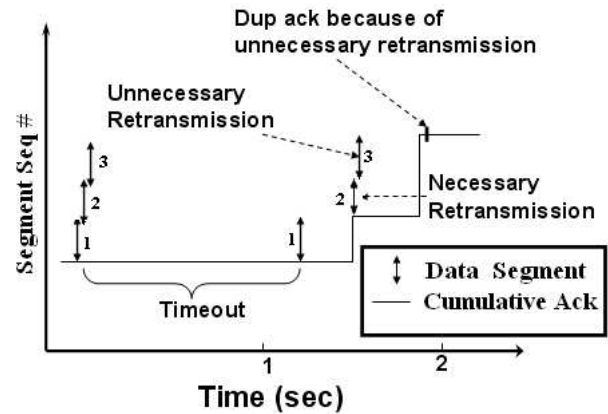 Dup ack because of
unnecessary retransmission
Unnecessary
Retransmission
Segment Seq #
3
2
1
3
2
1
Necessary
Retransmission
Timeout
Data Segment
Cumulative Ack
1
2
Time (sec)